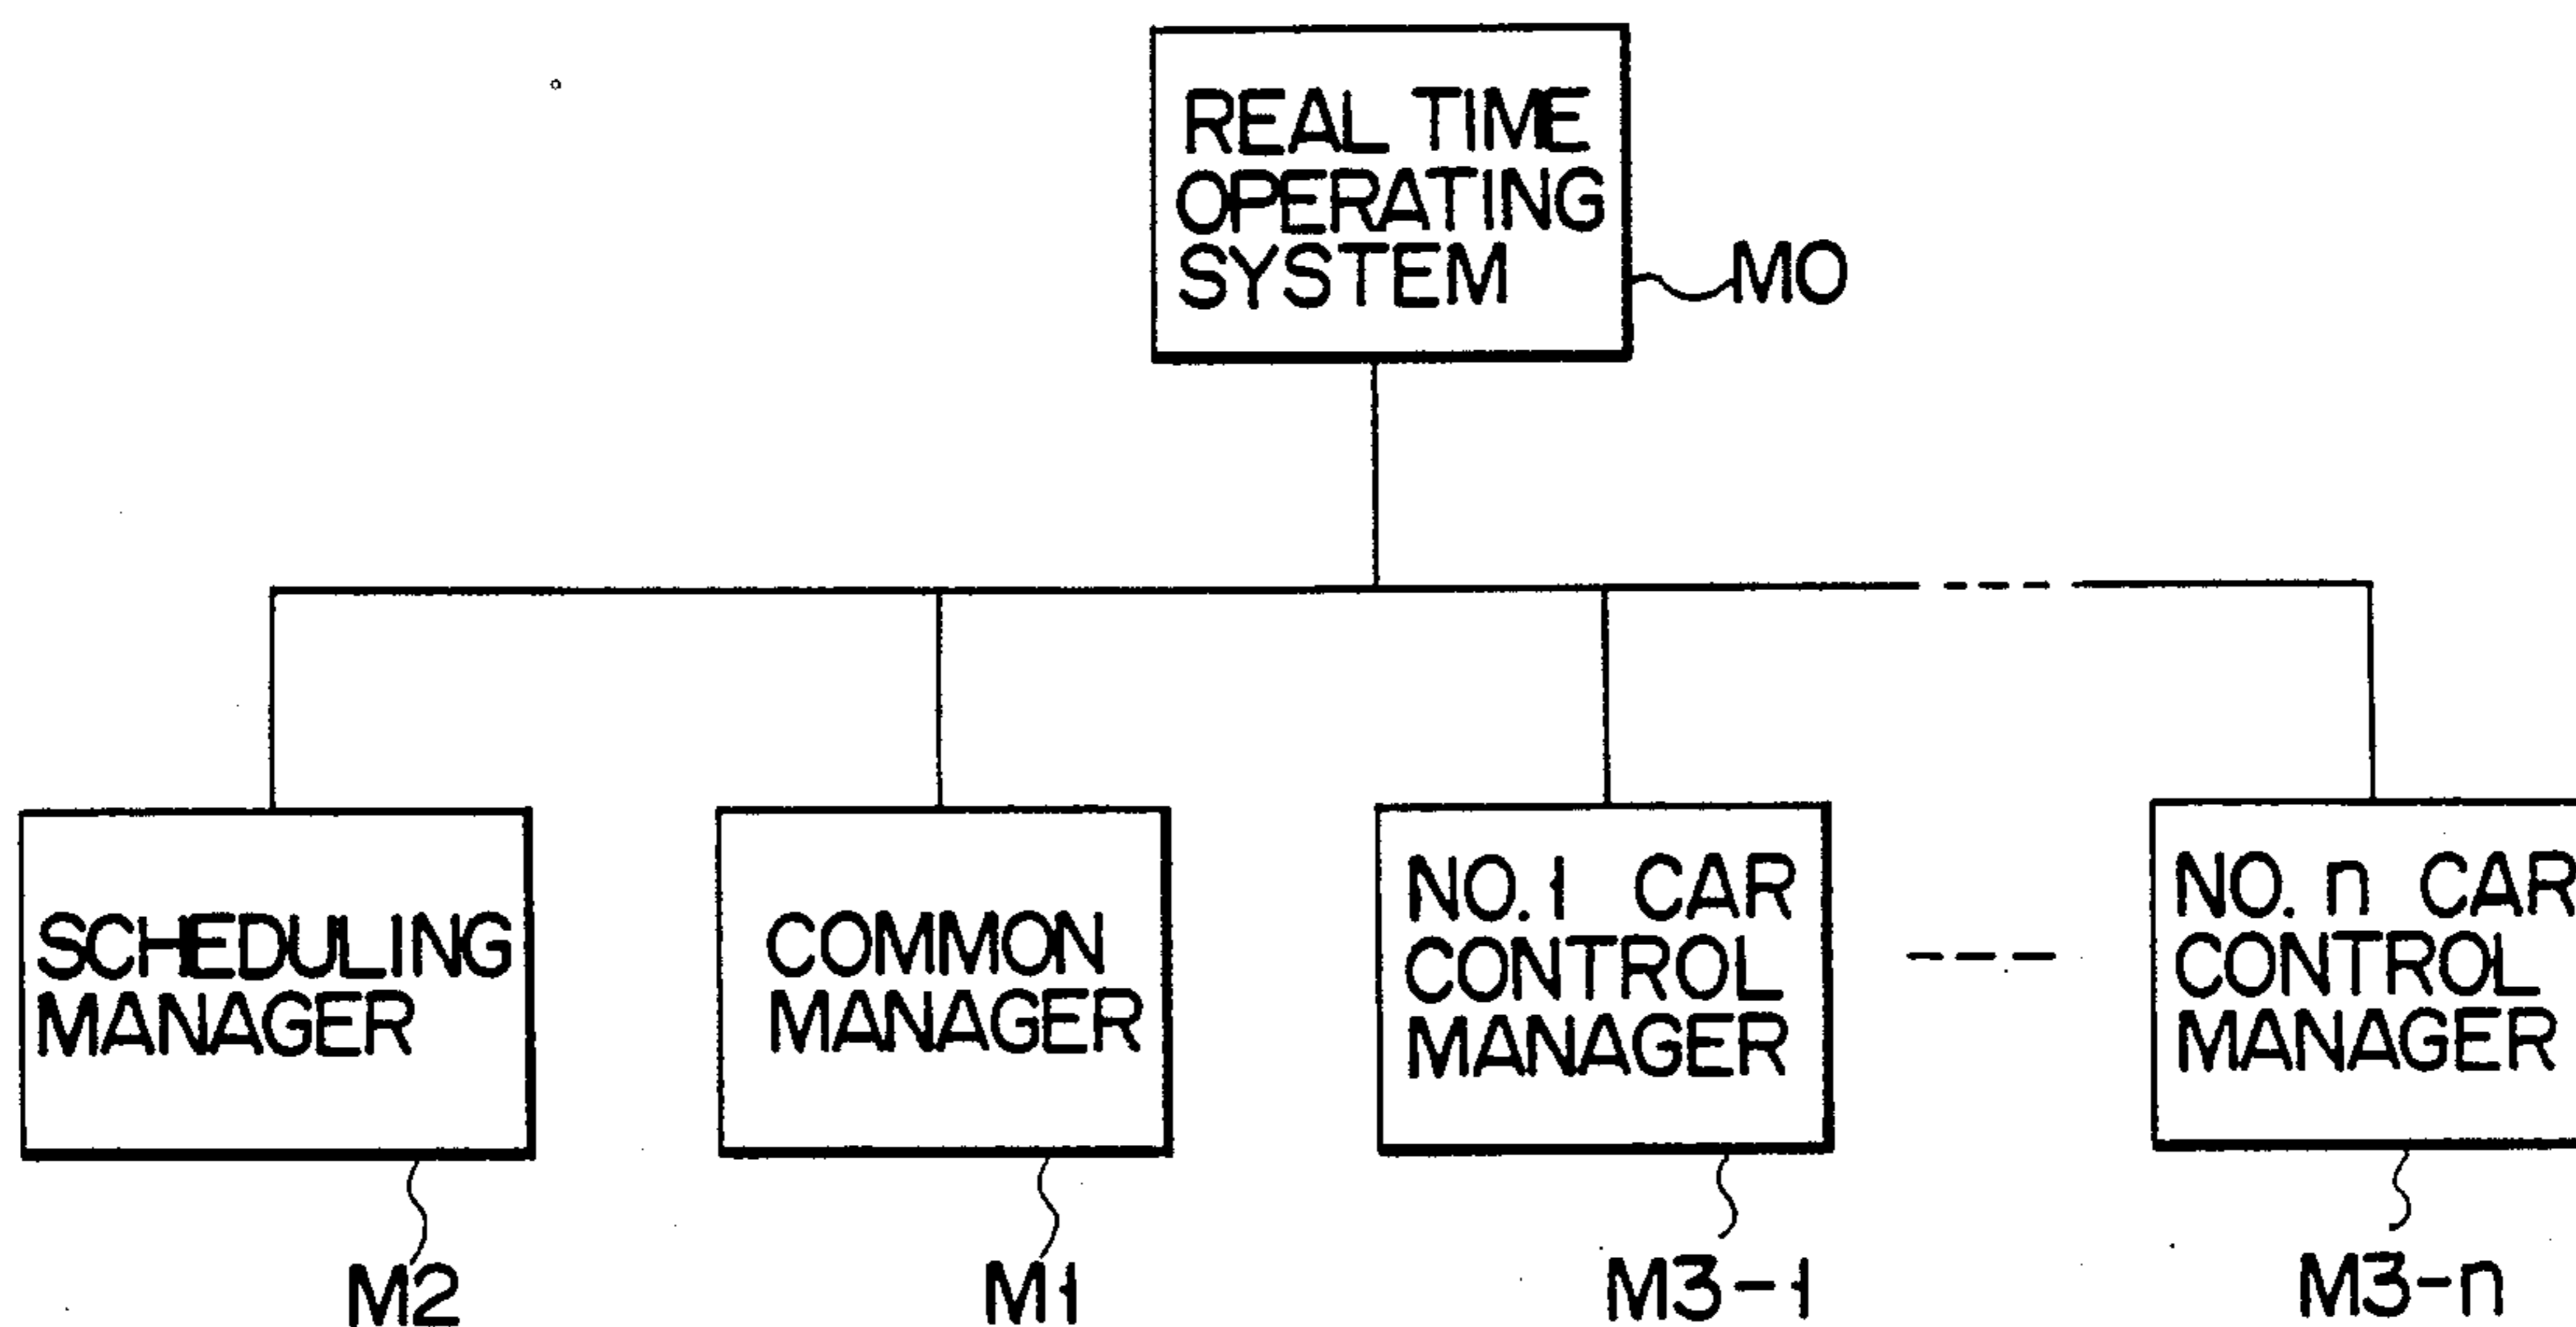 REAL TIME
OPERATING
SYSTEM
M0
SCHEDULING
MANAGER
COMMON
MANAGER
NO.1 CAR
CONTROL
MANAGER
NO. n CAR
CONTROL
MANAGER
M2
M1
M3-1
M3-n